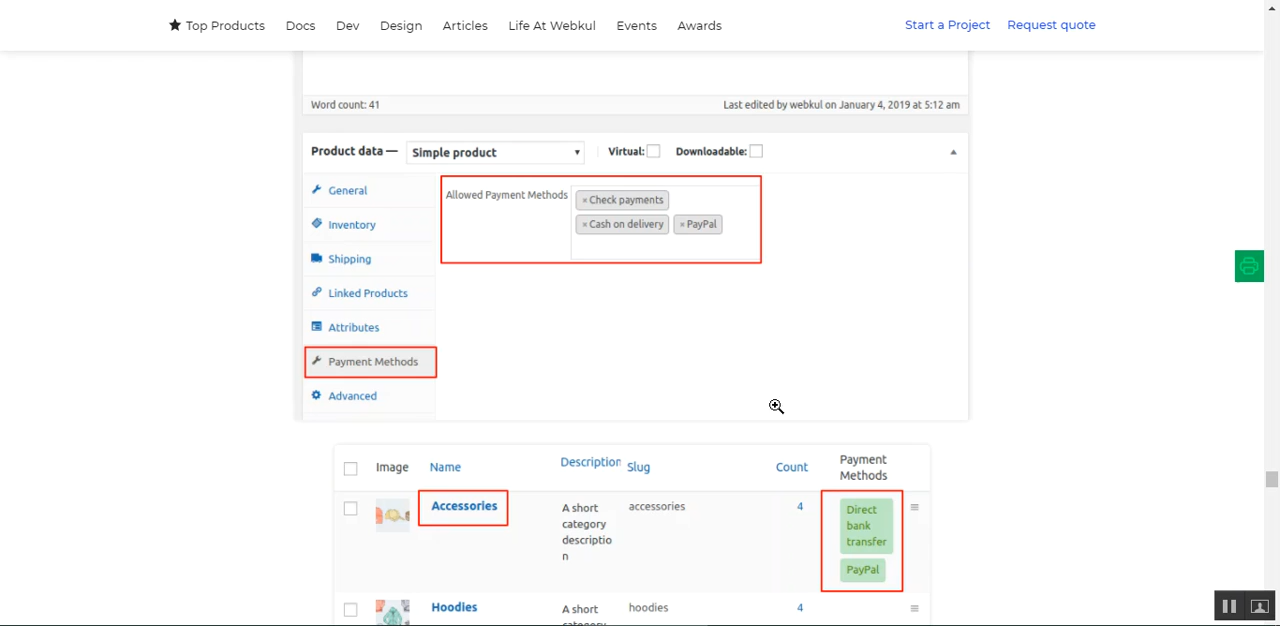 ★ Top Products Docs Dev Design Articles Life At Webkul Events Awards Start a Project Request quote
Word count: 41 Last edited by webkul on January 4, 2019 at 5:12 am
Product data — Simple product Virtual: Downloadable:
General
Inventory
Shipping
Linked Products
Attributes
Payment Methods
Advanced
Allowed Payment Methods
× Check payments
× Cash on delivery × PayPal
Image Name Description Slug Count Payment Methods
Accessories
A short
category
descriptio
n
accessories
4
Direct
bank
transfer
PayPal
Hoodies
A short
hoodies
4